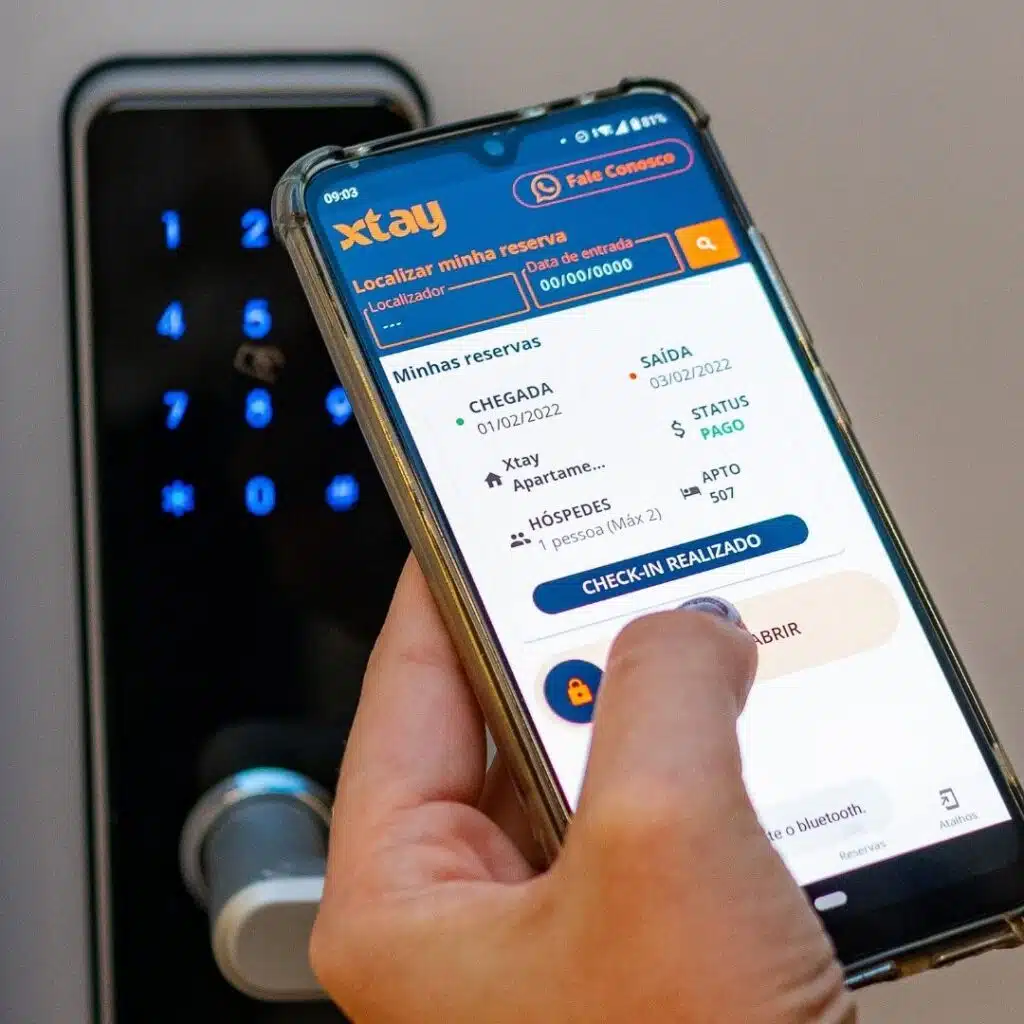 1 2
4 5
7 8 9
* 0 #
09:03
81%
xtay
Fale Conosco
Localizar minha reserva
Localizador
---
Data de entrada
00/00/0000
Minhas reservas
CHEGADA
01/02/2022
SAÍDA
03/02/2022
Xtay
Apartame...
STATUS
PAGO
HÓSPEDES
1 pessoa (Máx 2)
APTO
507
CHECK-IN REALIZADO
ABRIR
te o bluetooth.
Reservas
Atalhos